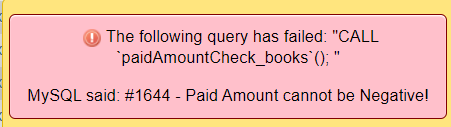 The following query has failed: "CALL
`paidAmountCheck_books`(); "
MySQL said: #1644 - Paid Amount cannot be Negative!